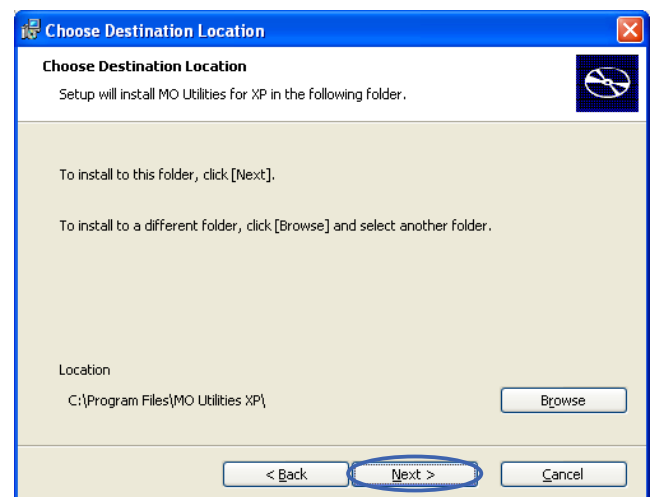 Choose Destination Location
Choose Destination Location
Setup will install MO Utilities for XP in the following folder.
To install to this folder, click [Next].
To install to a different folder, click [Browse] and select another folder.
Location
C:\Program Files\MO Utilities XP\
Browse
< Back
Next >
Cancel